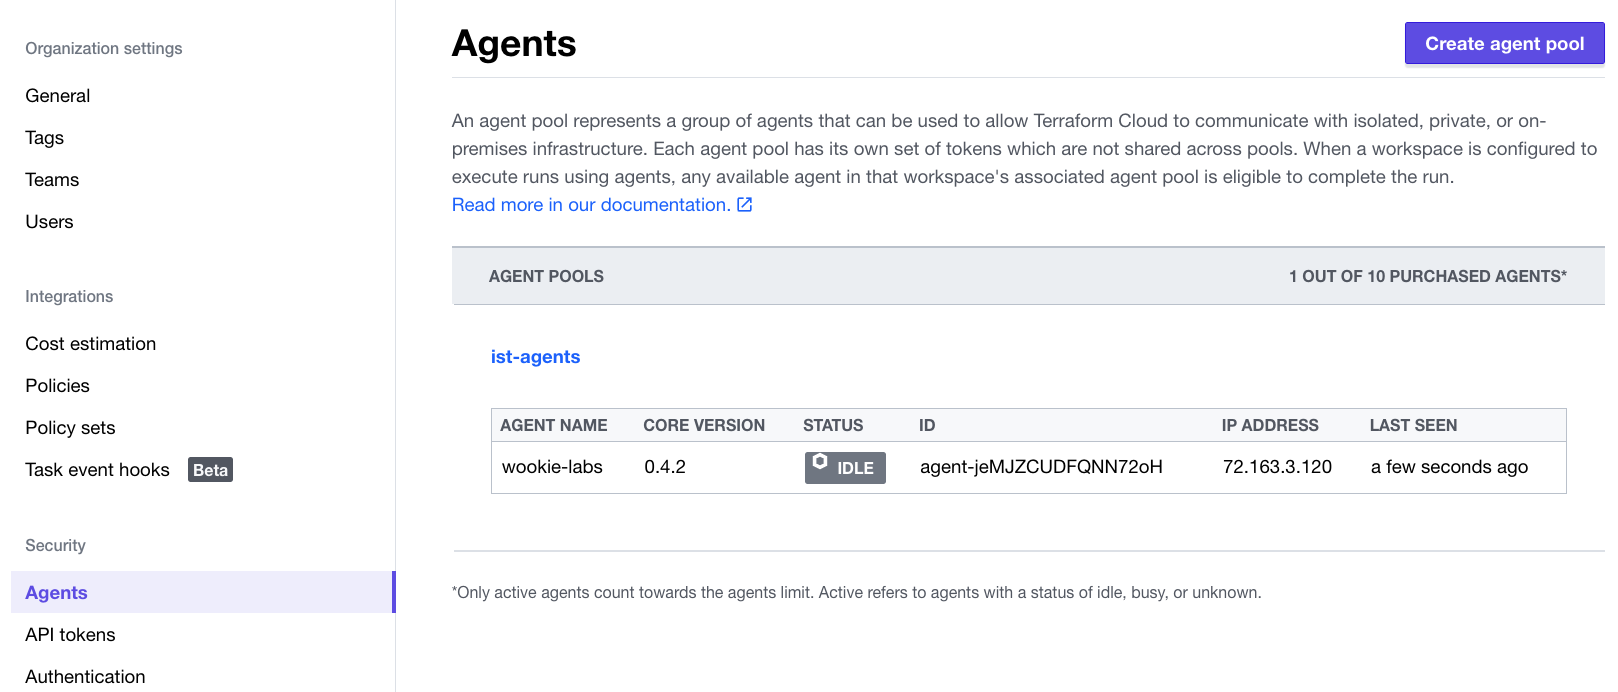 Organization settings
General
Tags
Teams
Users
Integrations
Cost estimation
Policies
Policy sets
Task event hooks Beta
Security
Agents
API tokens
Authentication
Agents
Create agent pool
An agent pool represents a group of agents that can be used to allow Terraform Cloud to communicate with isolated, private, or on-
premises infrastructure. Each agent pool has its own set of tokens which are not shared across pools. When a workspace is configured to
execute runs using agents, any available agent in that workspace's associated agent pool is eligible to complete the run.
Read more in our documentation.
AGENT POOLS 1 OUT OF 10 PURCHASED AGENTS*
ist-agents
AGENT NAME CORE VERSION STATUS ID IP ADDRESS LAST SEEN
wookie-labs 0.4.2 IDLE agent-jeMJZCUDFQNN72oH 72.163.3.120 a few seconds ago
*Only active agents count towards the agents limit. Active refers to agents with a status of idle, busy, or unknown.